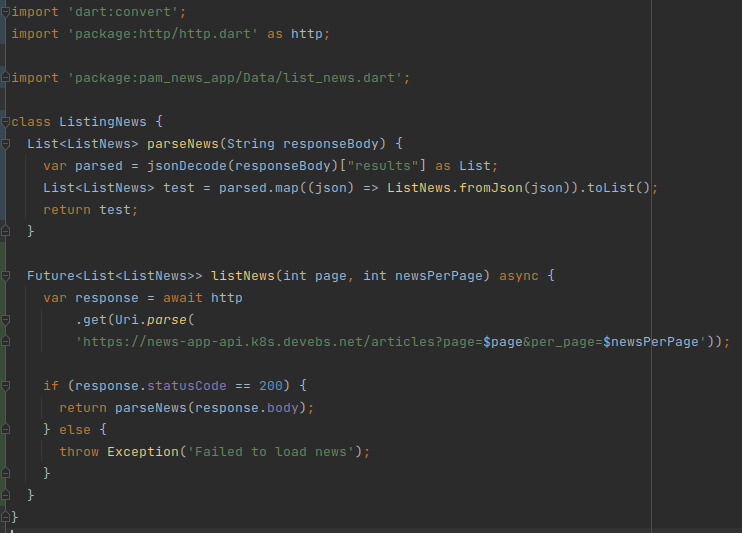 import 'dart:convert';
import 'package:http/http.dart' as http;
import 'package:pam_news_app/Data/list_news.dart';
class ListingNews {
List<ListNews> parseNews(String responseBody) {
var parsed = jsonDecode(responseBody)["results"] as List;
List<ListNews> test = parsed.map((json) => ListNews.fromJson(json)).toList();
return test;
}
Future<List<ListNews>> listNews(int page, int newsPerPage) async {
var response = await http
.get(Uri.parse(
'https://news-app-api.k8s.devebs.net/articles?page=$page&per_page=$newsPerPage'));
if (response.statusCode == 200) {
return parseNews(response.body);
} else {
throw Exception('Failed to load news');
}
}
}